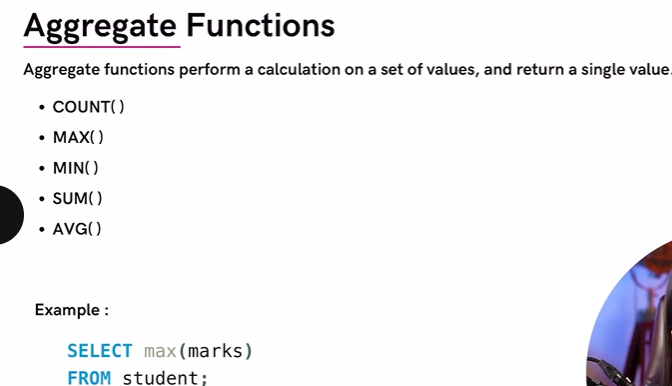 Aggregate Functions
Aggregate functions perform a calculation on a set of values, and return a single value.
• COUNT( )
• MAX( )
• MIN( )
• SUM( )
• AVG( )
Example :
SELECT max(marks)
FROM student;